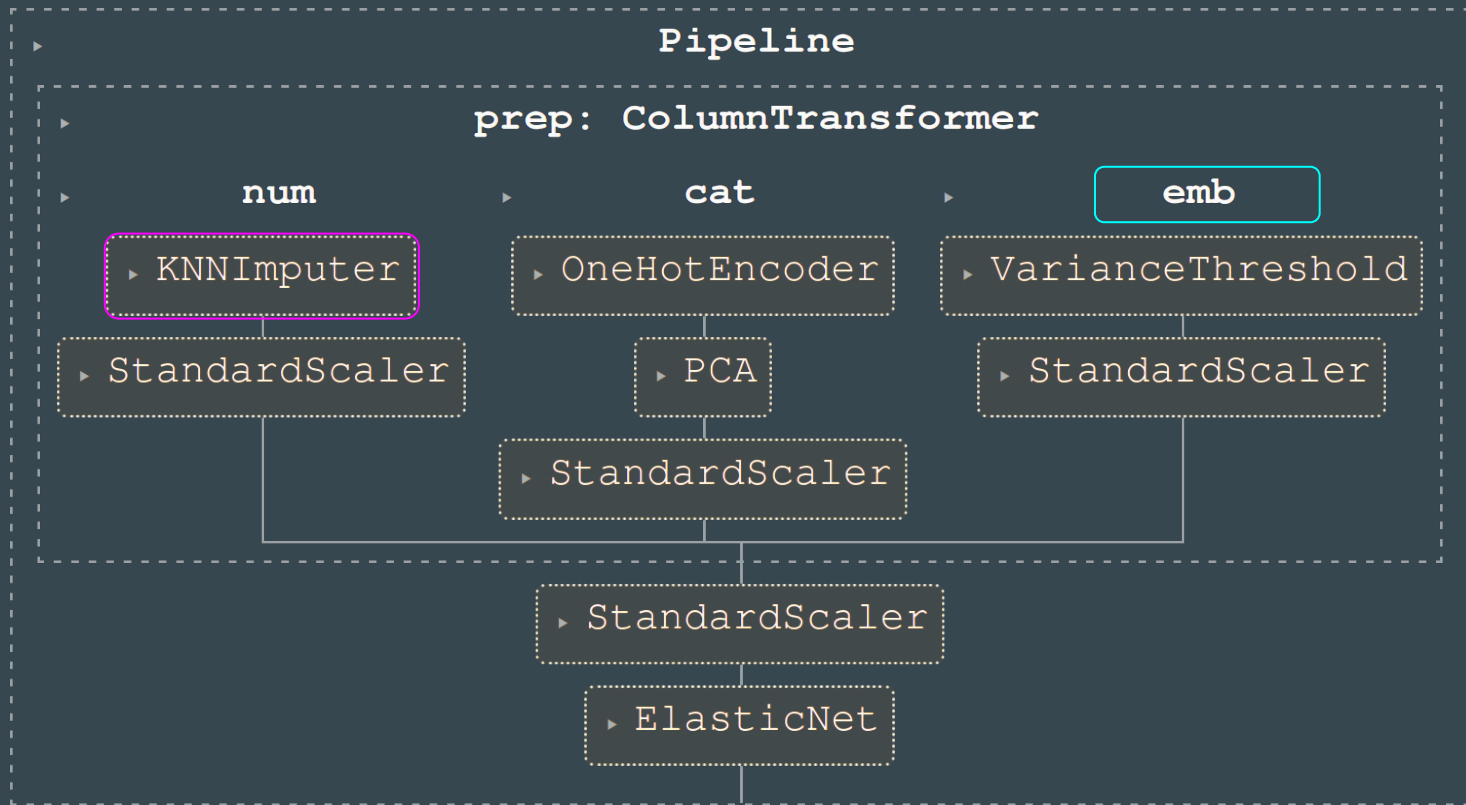 Pipeline
prep: ColumnTransformer
num cat emb
KNNImputer OneHotEncoder VarianceThreshold
StandardScaler PCA StandardScaler
StandardScaler
StandardScaler
ElasticNet